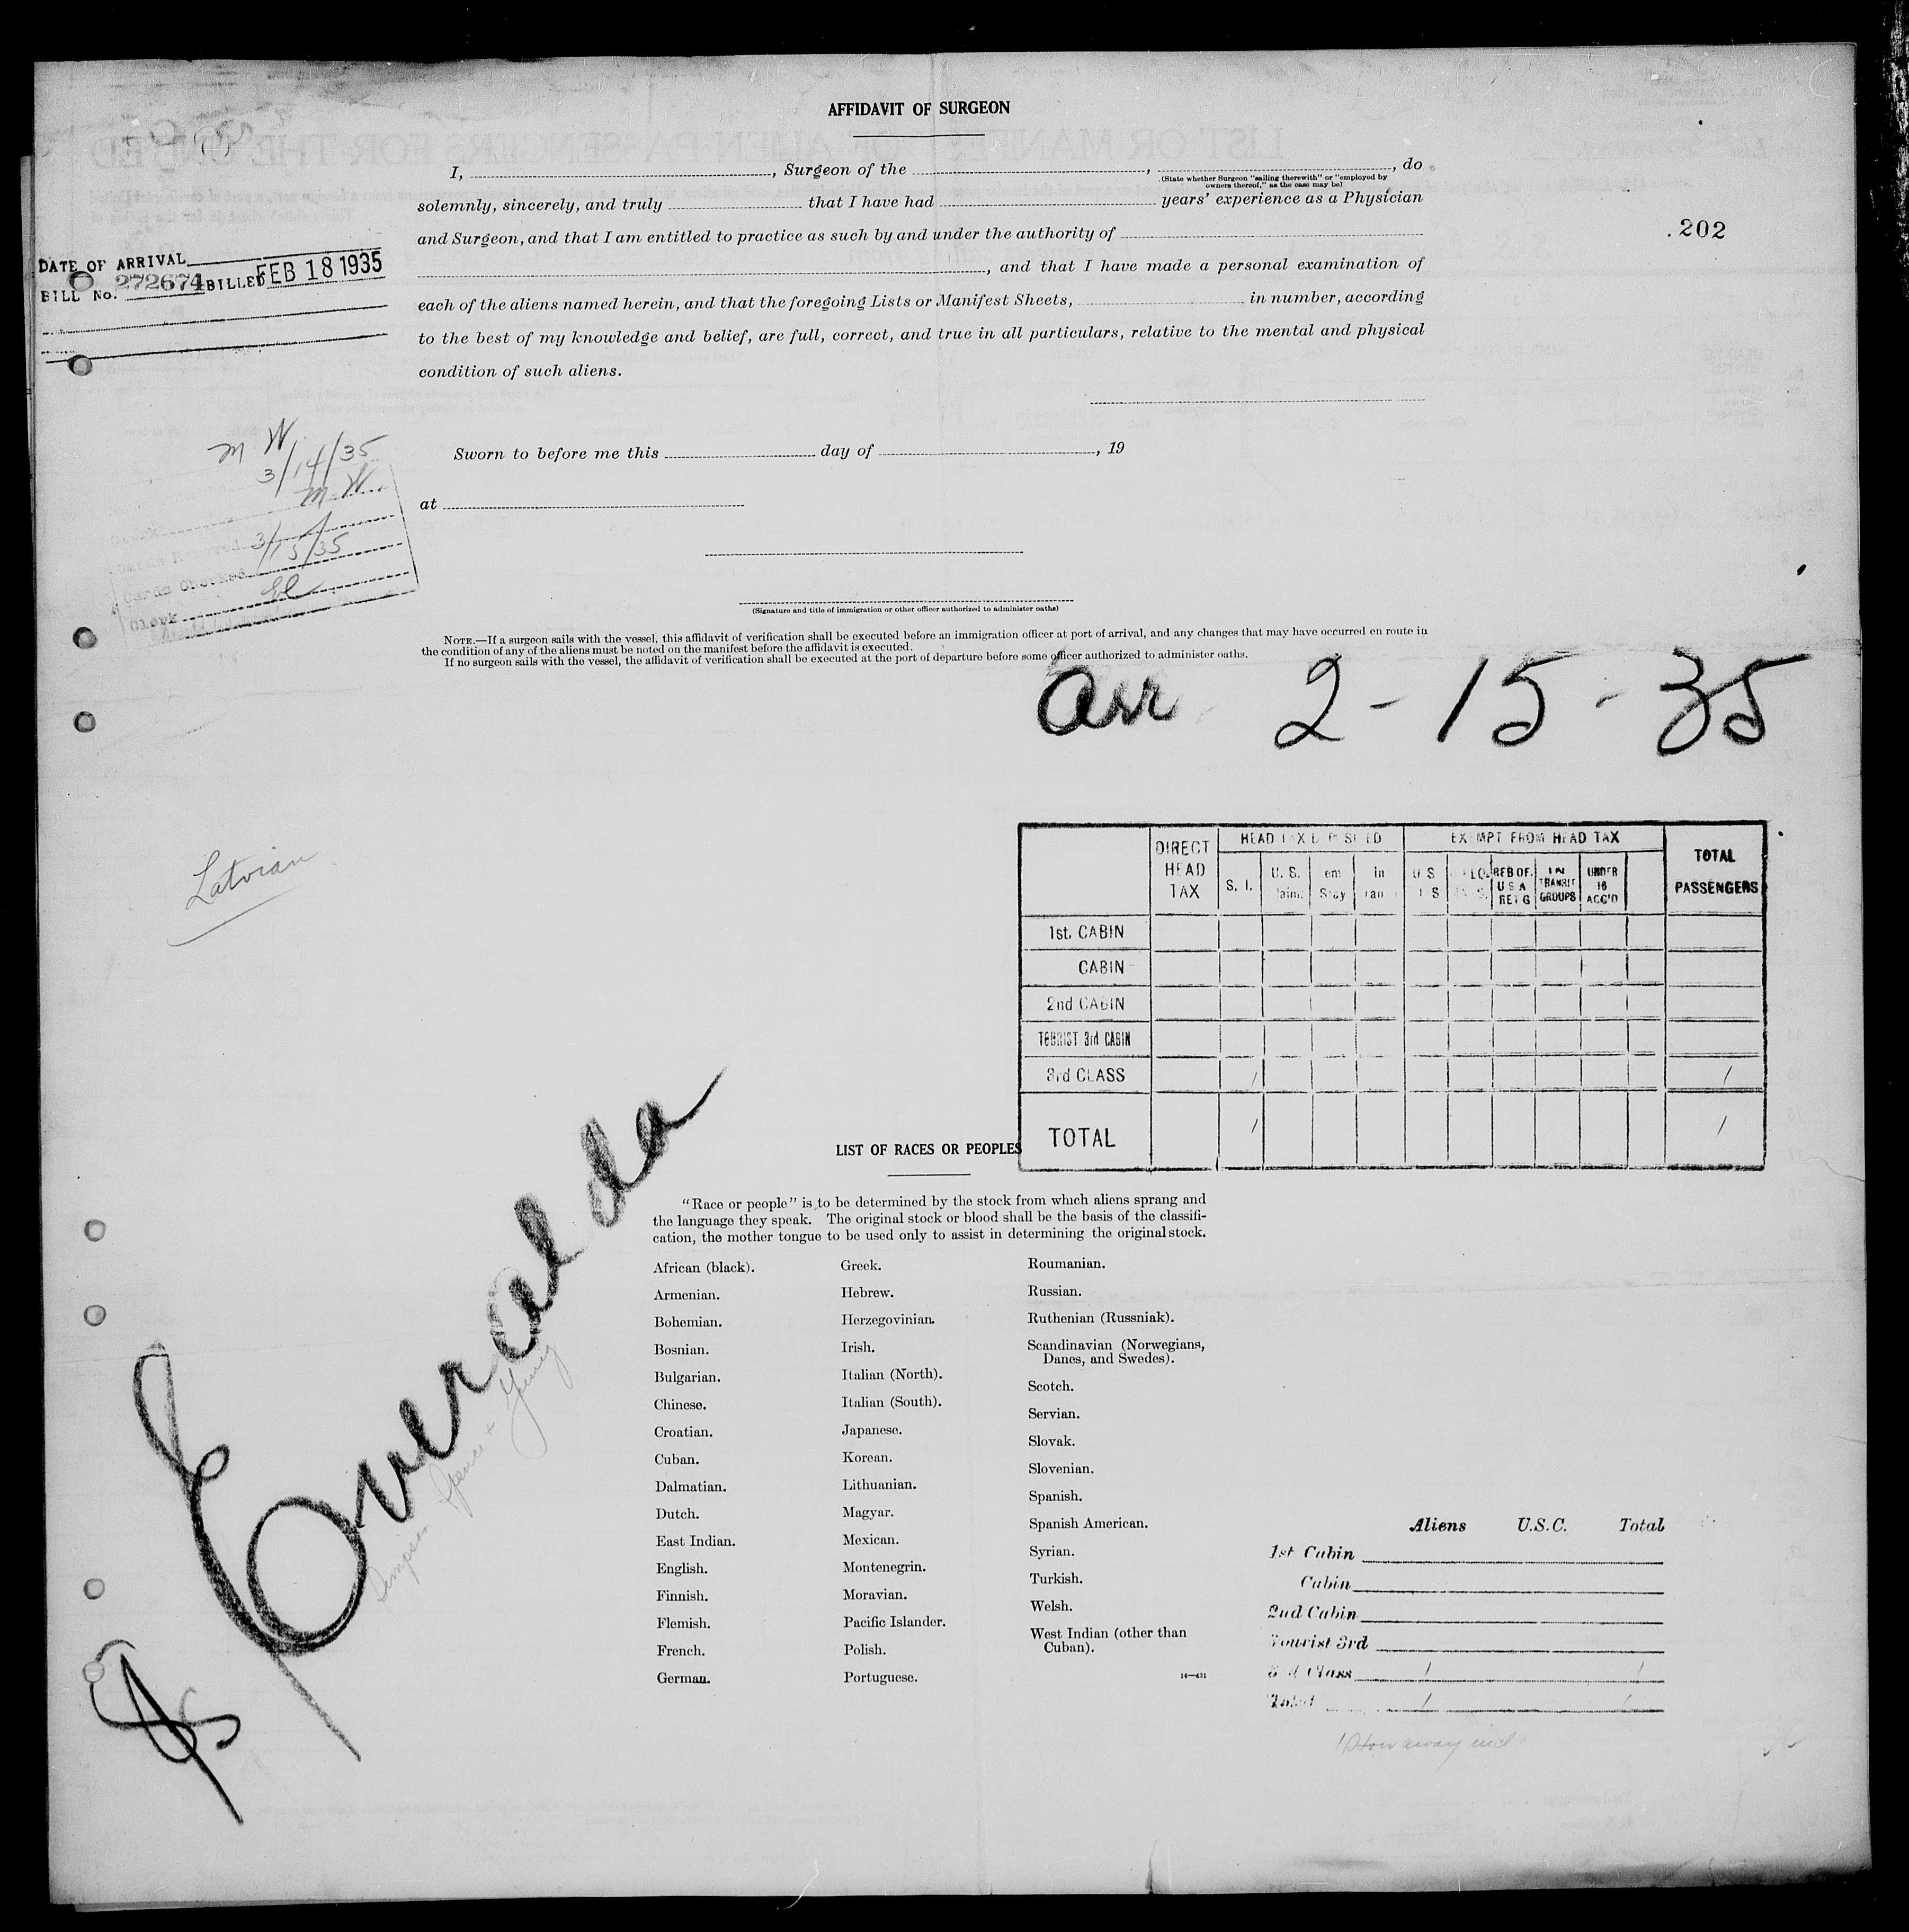 AFFIDAVIT OF SURGEON
I, , Surgeon of the , , do
(State whether Surgeon "sailing therewith" or "employed by
owners thereof," as the case may be)
solemnly, sincerely, and truly that I have had years' experience as a Physician
and Surgeon, and that I am entitled to practice as such by and under the authority of
, and that I have made a personal examination of
each of the aliens named herein, and that the foregoing Lists or Manifest Sheets, in number, according
to the best of my knowledge and belief, are full, correct, and true in all particulars, relative to the mental and physical
condition of such aliens.
.202
DATE OF ARRIVAL
BILL No. 272674 BILLED FEB 18 1935
Sworn to before me this day of , 19
at
M W.
3/14/35
M W.
3/15/35
Cards Checked
Clerk
(Signature and title of immigration or other officer authorized to administer oaths)
NOTE.—If a surgeon sails with the vessel, this affidavit of verification shall be executed before an immigration officer at port of arrival, and any changes that may have occurred en route in
the condition of any of the aliens must be noted on the manifest before the affidavit is executed.
If no surgeon sails with the vessel, the affidavit of verification shall be executed at the port of departure before some officer authorized to administer oaths.
arr 2-15-35
Latvian
DIRECT HEAD TAX
S. I.
U. S.
EXEMPT FROM HEAD TAX
U S
REB OF. U S A RET G
IN TRANSIT GROUPS
UNDER 16 ACC'D
TOTAL PASSENGERS
1st. CABIN
CABIN
2nd CABIN
TOURIST 3rd CABIN
3rd CLASS / /
TOTAL / /
LIST OF RACES OR PEOPLES
"Race or people" is to be determined by the stock from which aliens sprang and
the language they speak. The original stock or blood shall be the basis of the classifi-
cation, the mother tongue to be used only to assist in determining the original stock.
African (black).
Armenian.
Bohemian.
Bosnian.
Bulgarian.
Chinese.
Croatian.
Cuban.
Dalmatian.
Dutch.
East Indian.
English.
Finnish.
Flemish.
French.
German.
Greek.
Hebrew.
Herzegovinian.
Irish.
Italian (North).
Italian (South).
Japanese.
Korean.
Lithuanian.
Magyar.
Mexican.
Montenegrin.
Moravian.
Pacific Islander.
Polish.
Portuguese.
Roumanian.
Russian.
Ruthenian (Russniak).
Scandinavian (Norwegians,
Danes, and Swedes).
Scotch.
Servian.
Slovak.
Slovenian.
Spanish.
Spanish American.
Syrian.
Turkish.
Welsh.
West Indian (other than
Cuban).
14—431
SS Everalda
Simpson Spence & Young
Aliens U.S.C. Total
1st Cabin
Cabin
2nd Cabin
Tourist 3rd
3rd Class / /
Total / /
1 Stowaway incl